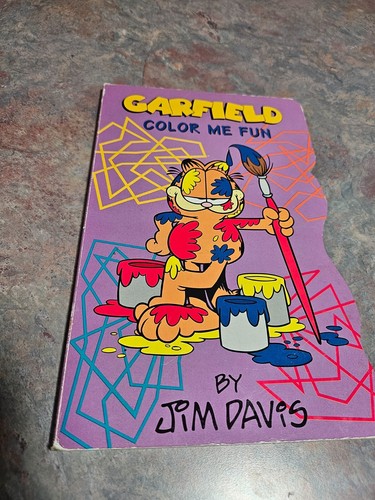 GARFIELD
COLOR ME FUN
BY
JIM DAVIS